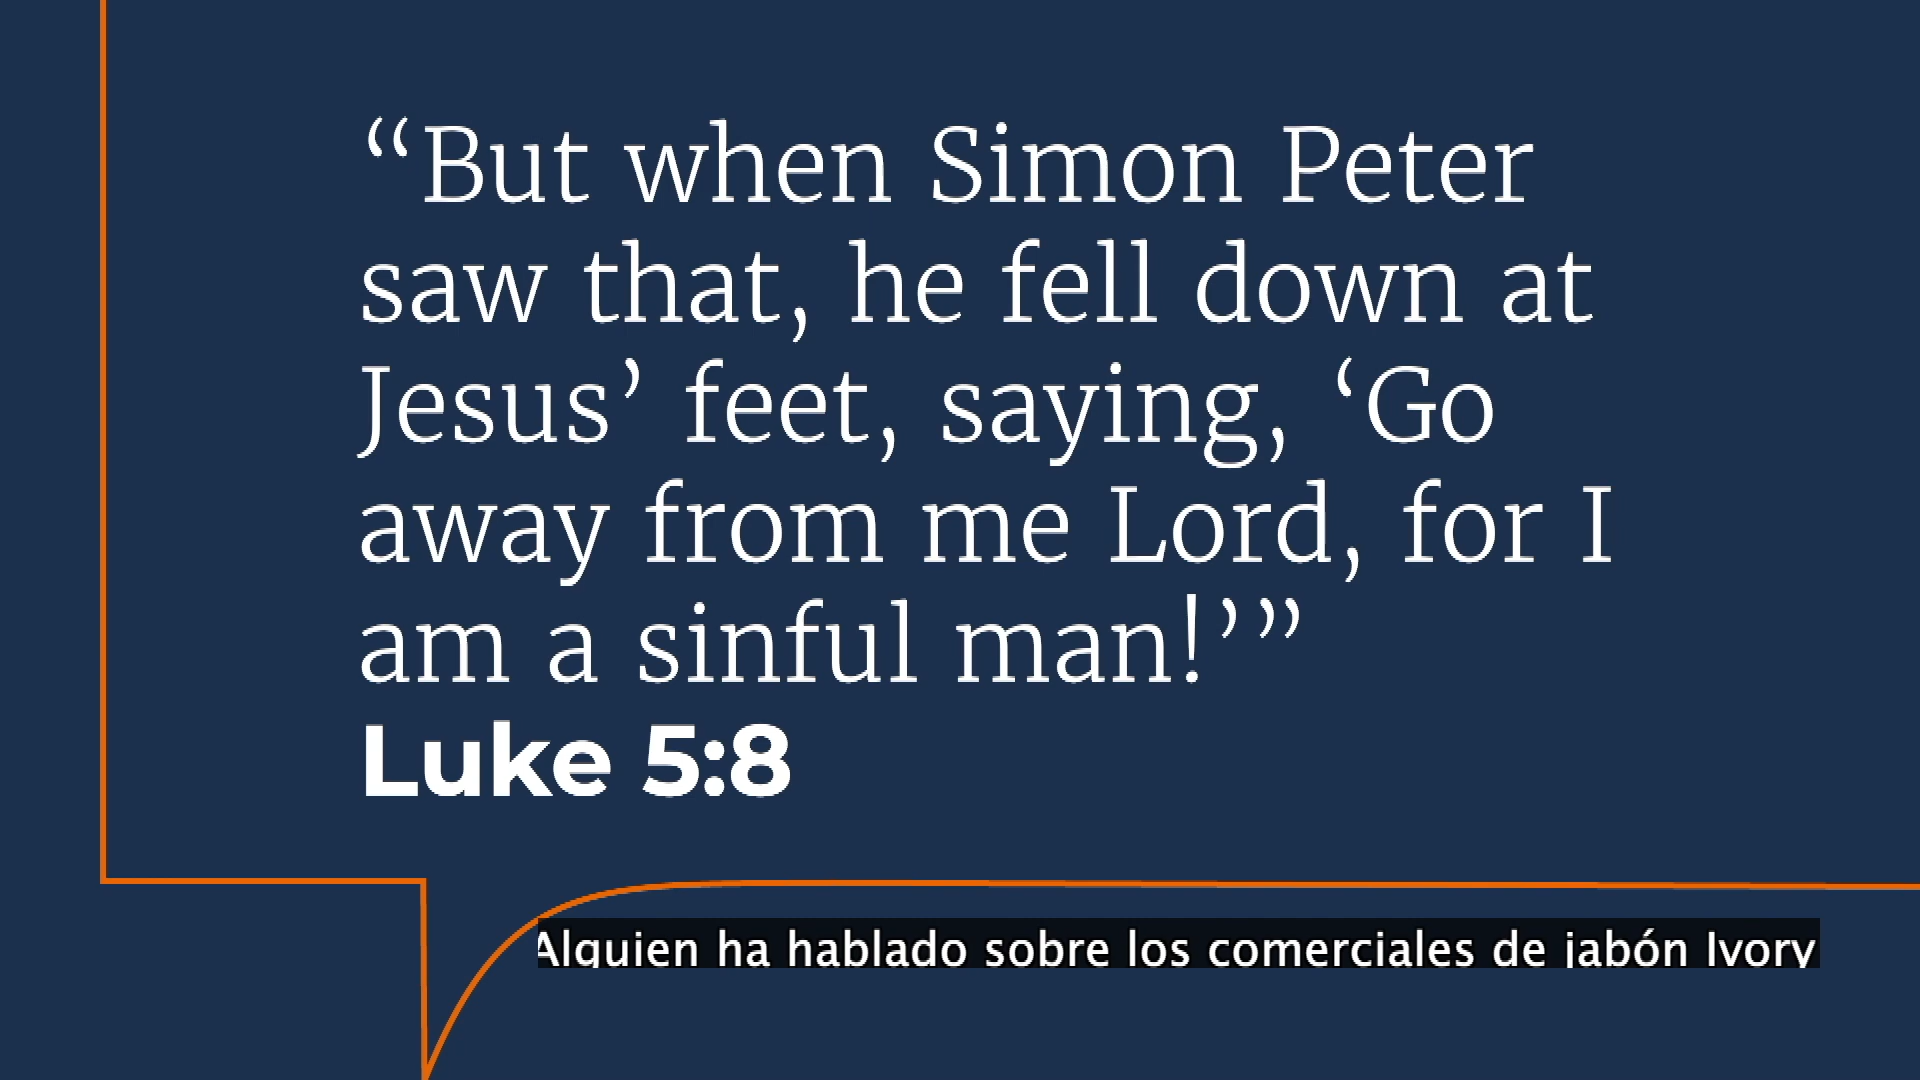 “But when Simon Peter
saw that, he fell down at
Jesus’ feet, saying, ‘Go
away from me Lord, for I
am a sinful man!’”
Luke 5:8
Alguien ha hablado sobre los comerciales de jabón Ivory